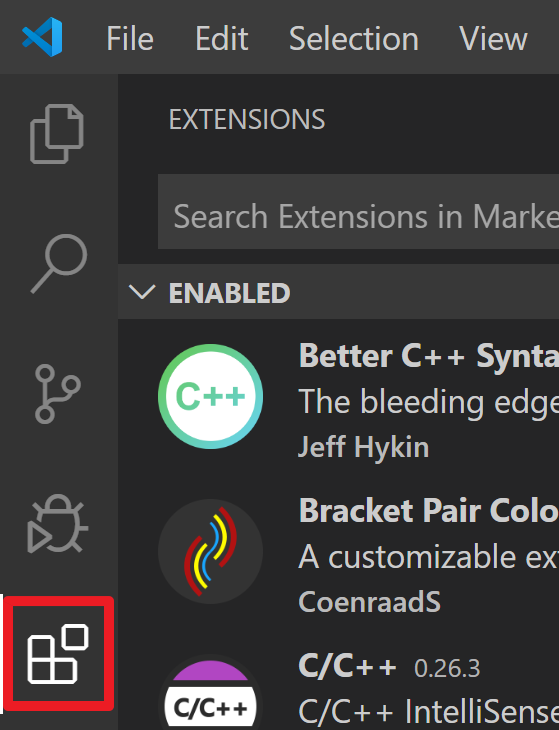 File Edit Selection View
EXTENSIONS
Search Extensions in Marke
ENABLED
C++
Better C++ Synta
The bleeding edge
Jeff Hykin
Bracket Pair Colo
A customizable ex
CoenraadS
C/C++ 0.26.3
C/C++
C/C++ IntelliSense